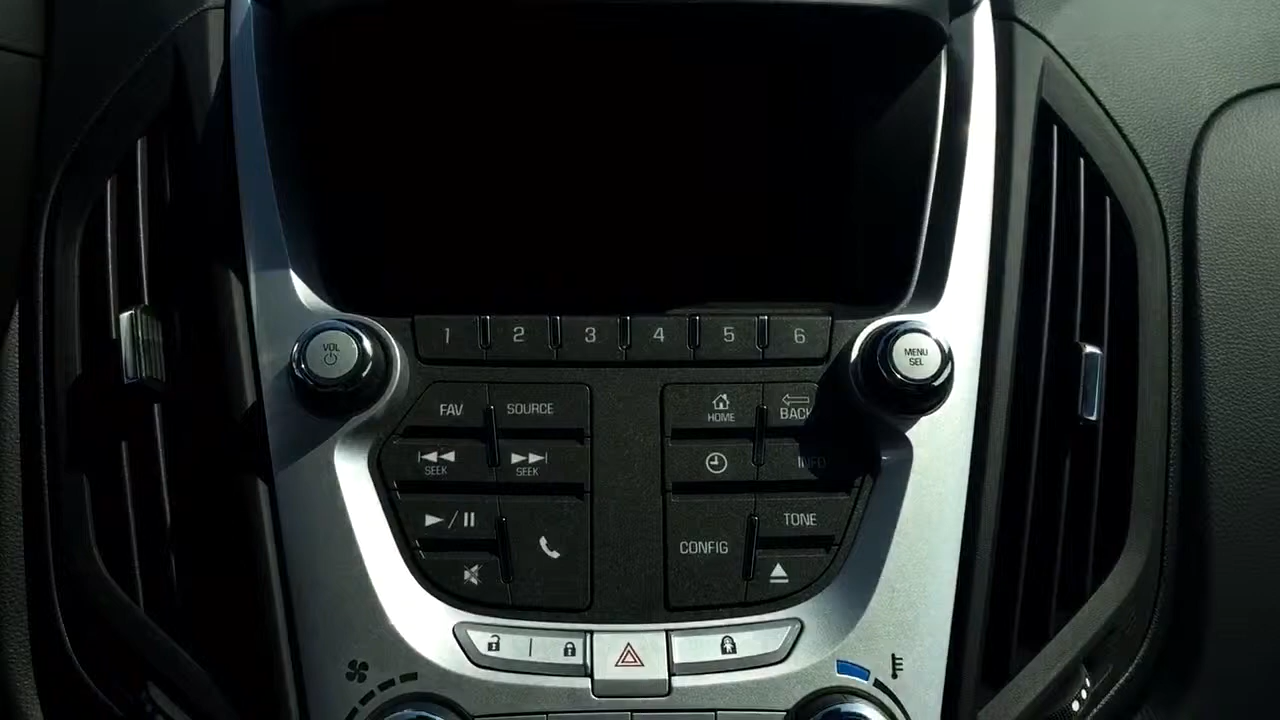 1 2 3 4 5 6
VOL
MENU
SEL
FAV
SOURCE
HOME
BACK
SEEK
SEEK
INFO
TONE
CONFIG